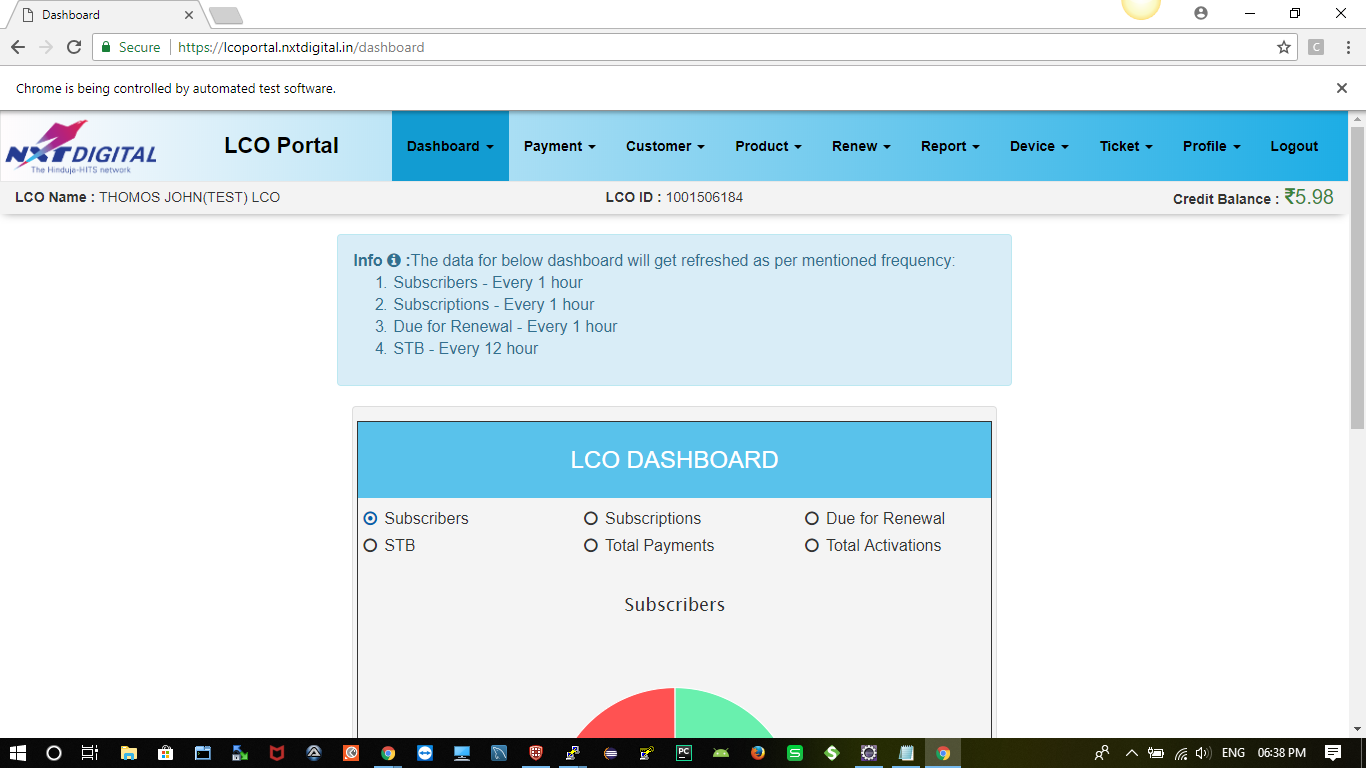 Dashboard
Secure
https://lcoportal.nxtdigital.in/dashboard
C
Chrome is being controlled by automated test software.
NXTDIGITAL
The Hinduja-HITS network
LCO Portal
Dashboard Payment Customer Product Renew Report Device Ticket Profile Logout
LCO Name : THOMOS JOHN(TEST) LCO LCO ID : 1001506184 Credit Balance : ₹5.98
Info :The data for below dashboard will get refreshed as per mentioned frequency:
1. Subscribers - Every 1 hour
2. Subscriptions - Every 1 hour
3. Due for Renewal - Every 1 hour
4. STB - Every 12 hour
LCO DASHBOARD
Subscribers Subscriptions Due for Renewal
STB Total Payments Total Activations
Subscribers
PC
S
S
ENG 06:38 PM